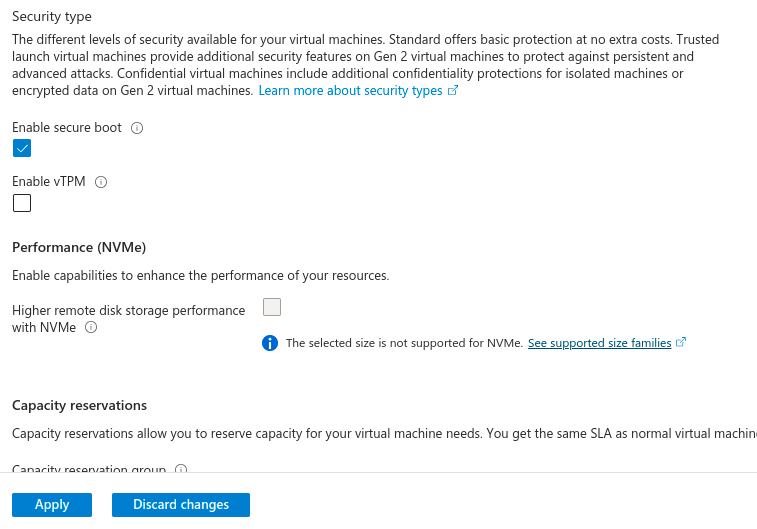 Security type
The different levels of security available for your virtual machines. Standard offers basic protection at no extra costs. Trusted
launch virtual machines provide additional security features on Gen 2 virtual machines to protect against persistent and
advanced attacks. Confidential virtual machines include additional confidentiality protections for isolated machines or
encrypted data on Gen 2 virtual machines. Learn more about security types
Enable secure boot
Enable vTPM
Performance (NVMe)
Enable capabilities to enhance the performance of your resources.
Higher remote disk storage performance
with NVMe
The selected size is not supported for NVMe. See supported size families
Capacity reservations
Capacity reservations allow you to reserve capacity for your virtual machine needs. You get the same SLA as normal virtual machin
Capacity reservation group
Apply
Discard changes